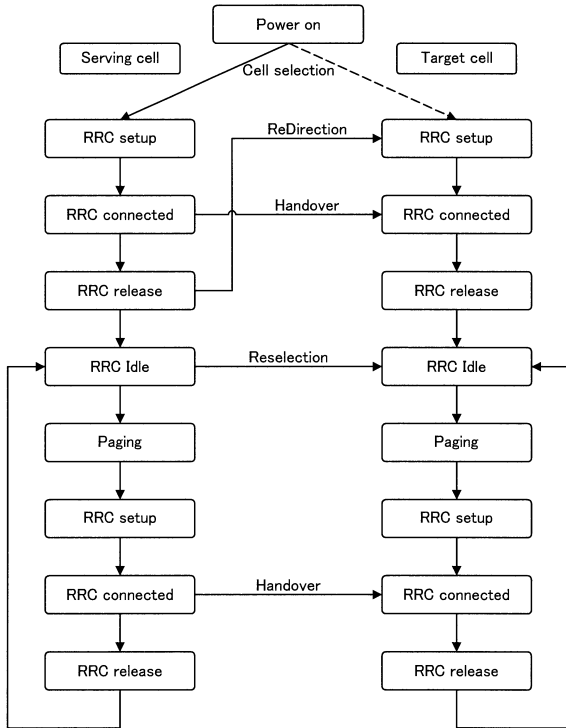 Power on
Serving cell
Target cell
Cell selection
RRC setup
ReDirection
RRC setup
RRC connected
Handover
RRC connected
RRC release
RRC release
RRC Idle
Reselection
RRC Idle
Paging
Paging
RRC setup
RRC setup
RRC connected
Handover
RRC connected
RRC release
RRC release